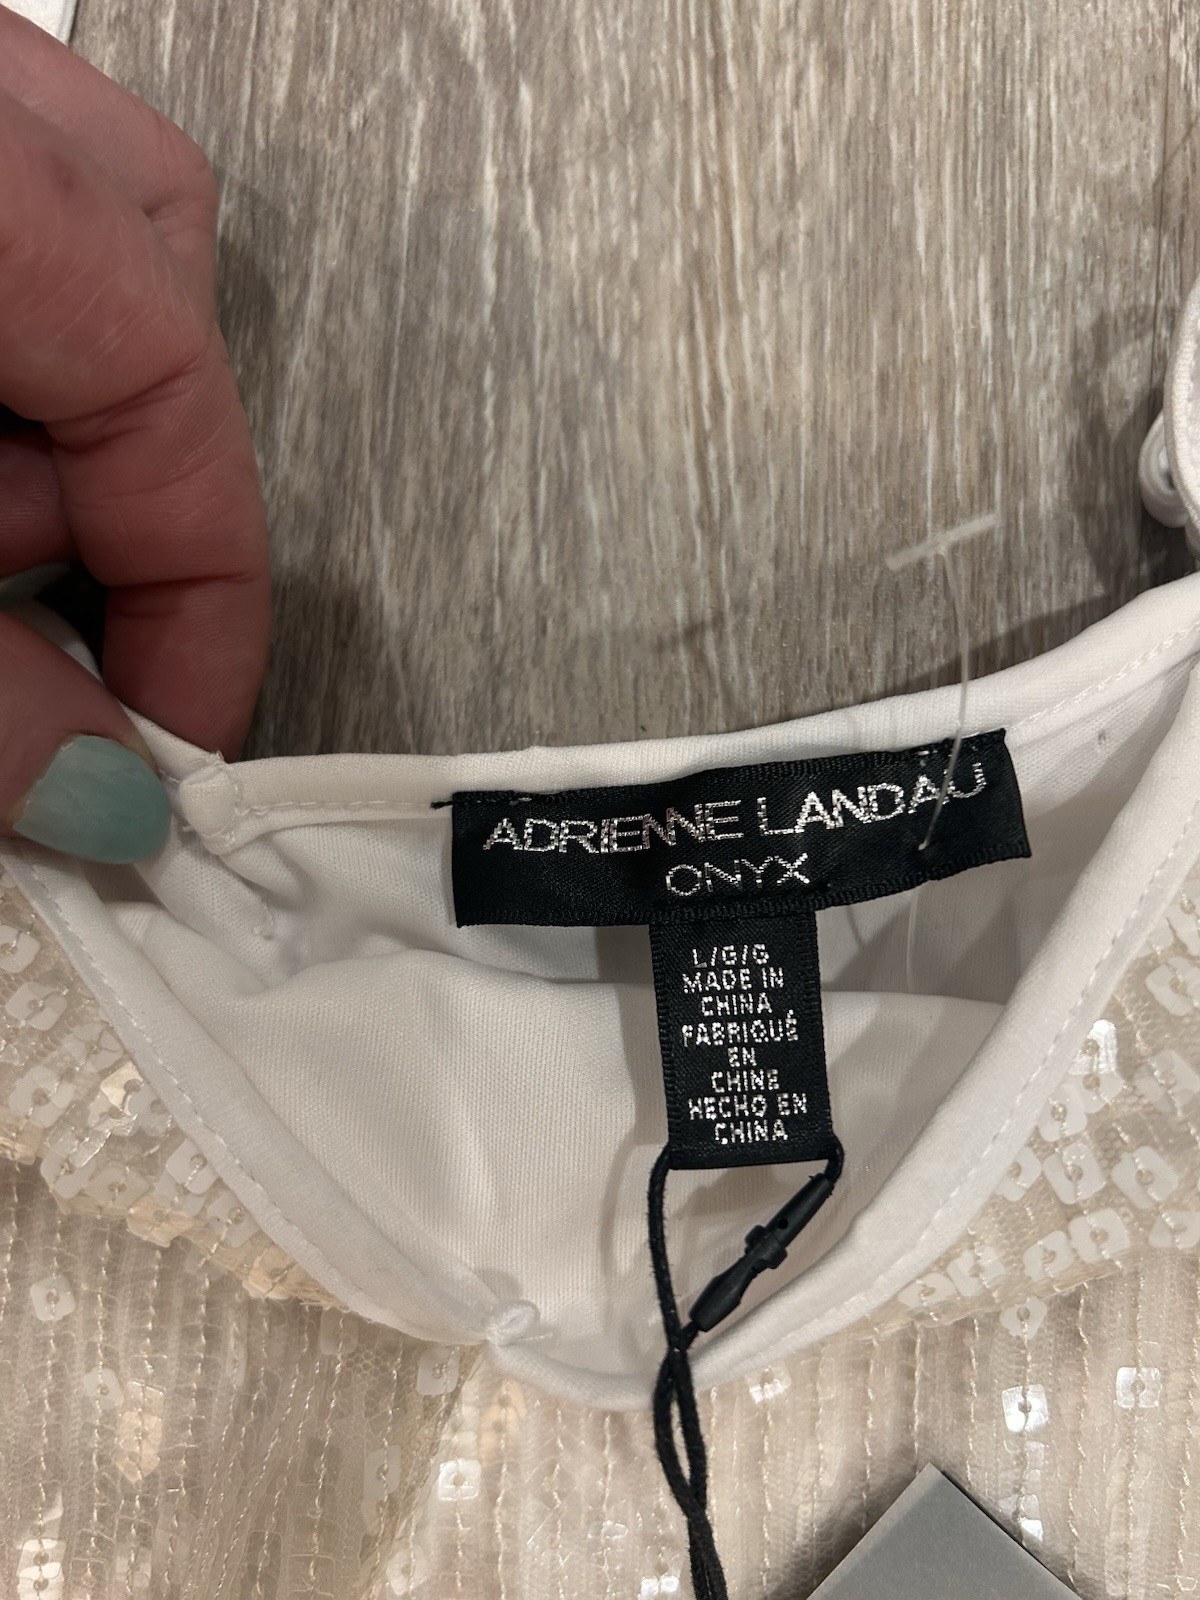 ADRIENNE LANDAU
ONYX
L/G/G
MADE IN
CHINA
FABRIQUÉ
EN
CHINE
HECHO EN
CHINA